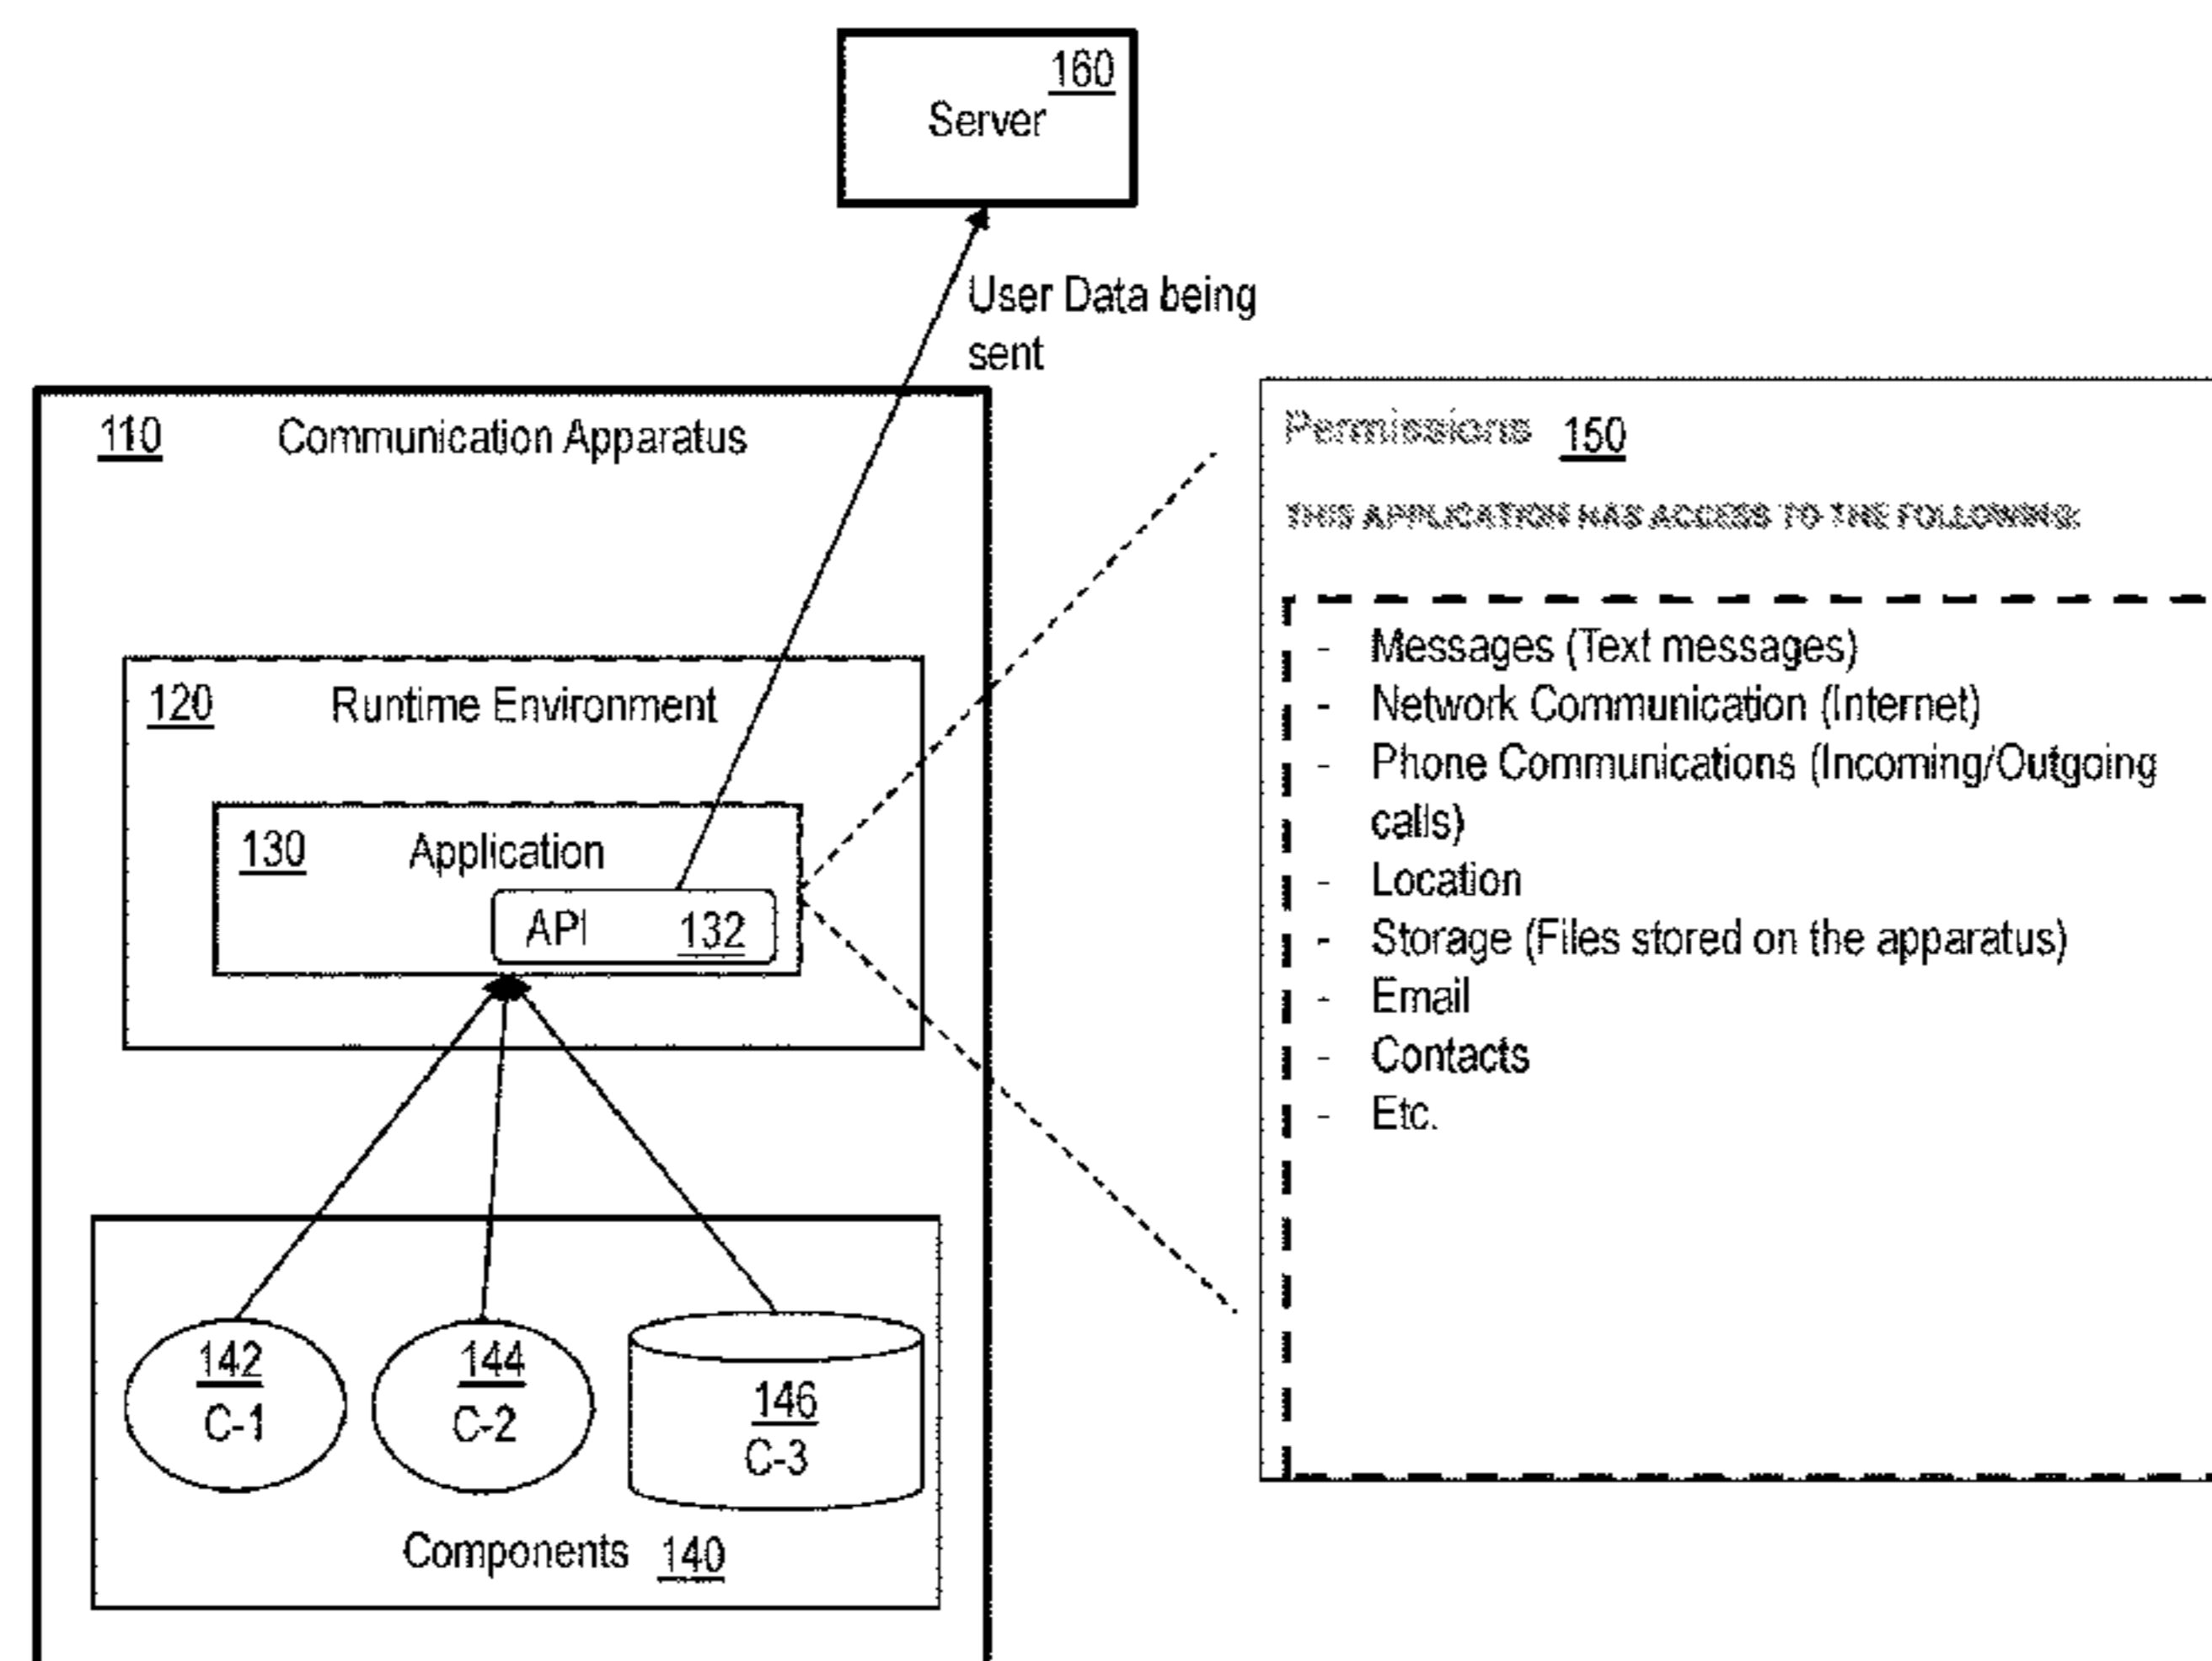 160
Server
User Data being
sent
110 Communication Apparatus
120 Runtime Environment
130 Application
API 132
142
C-1
144
C-2
146
C-3
Components 140
Permissions 150
THIS APPLICATION HAS ACCESS TO THE FOLLOWING:
- Messages (Text messages)
- Network Communication (Internet)
- Phone Communications (Incoming/Outgoing
calls)
- Location
- Storage (Files stored on the apparatus)
- Email
- Contacts
- Etc.